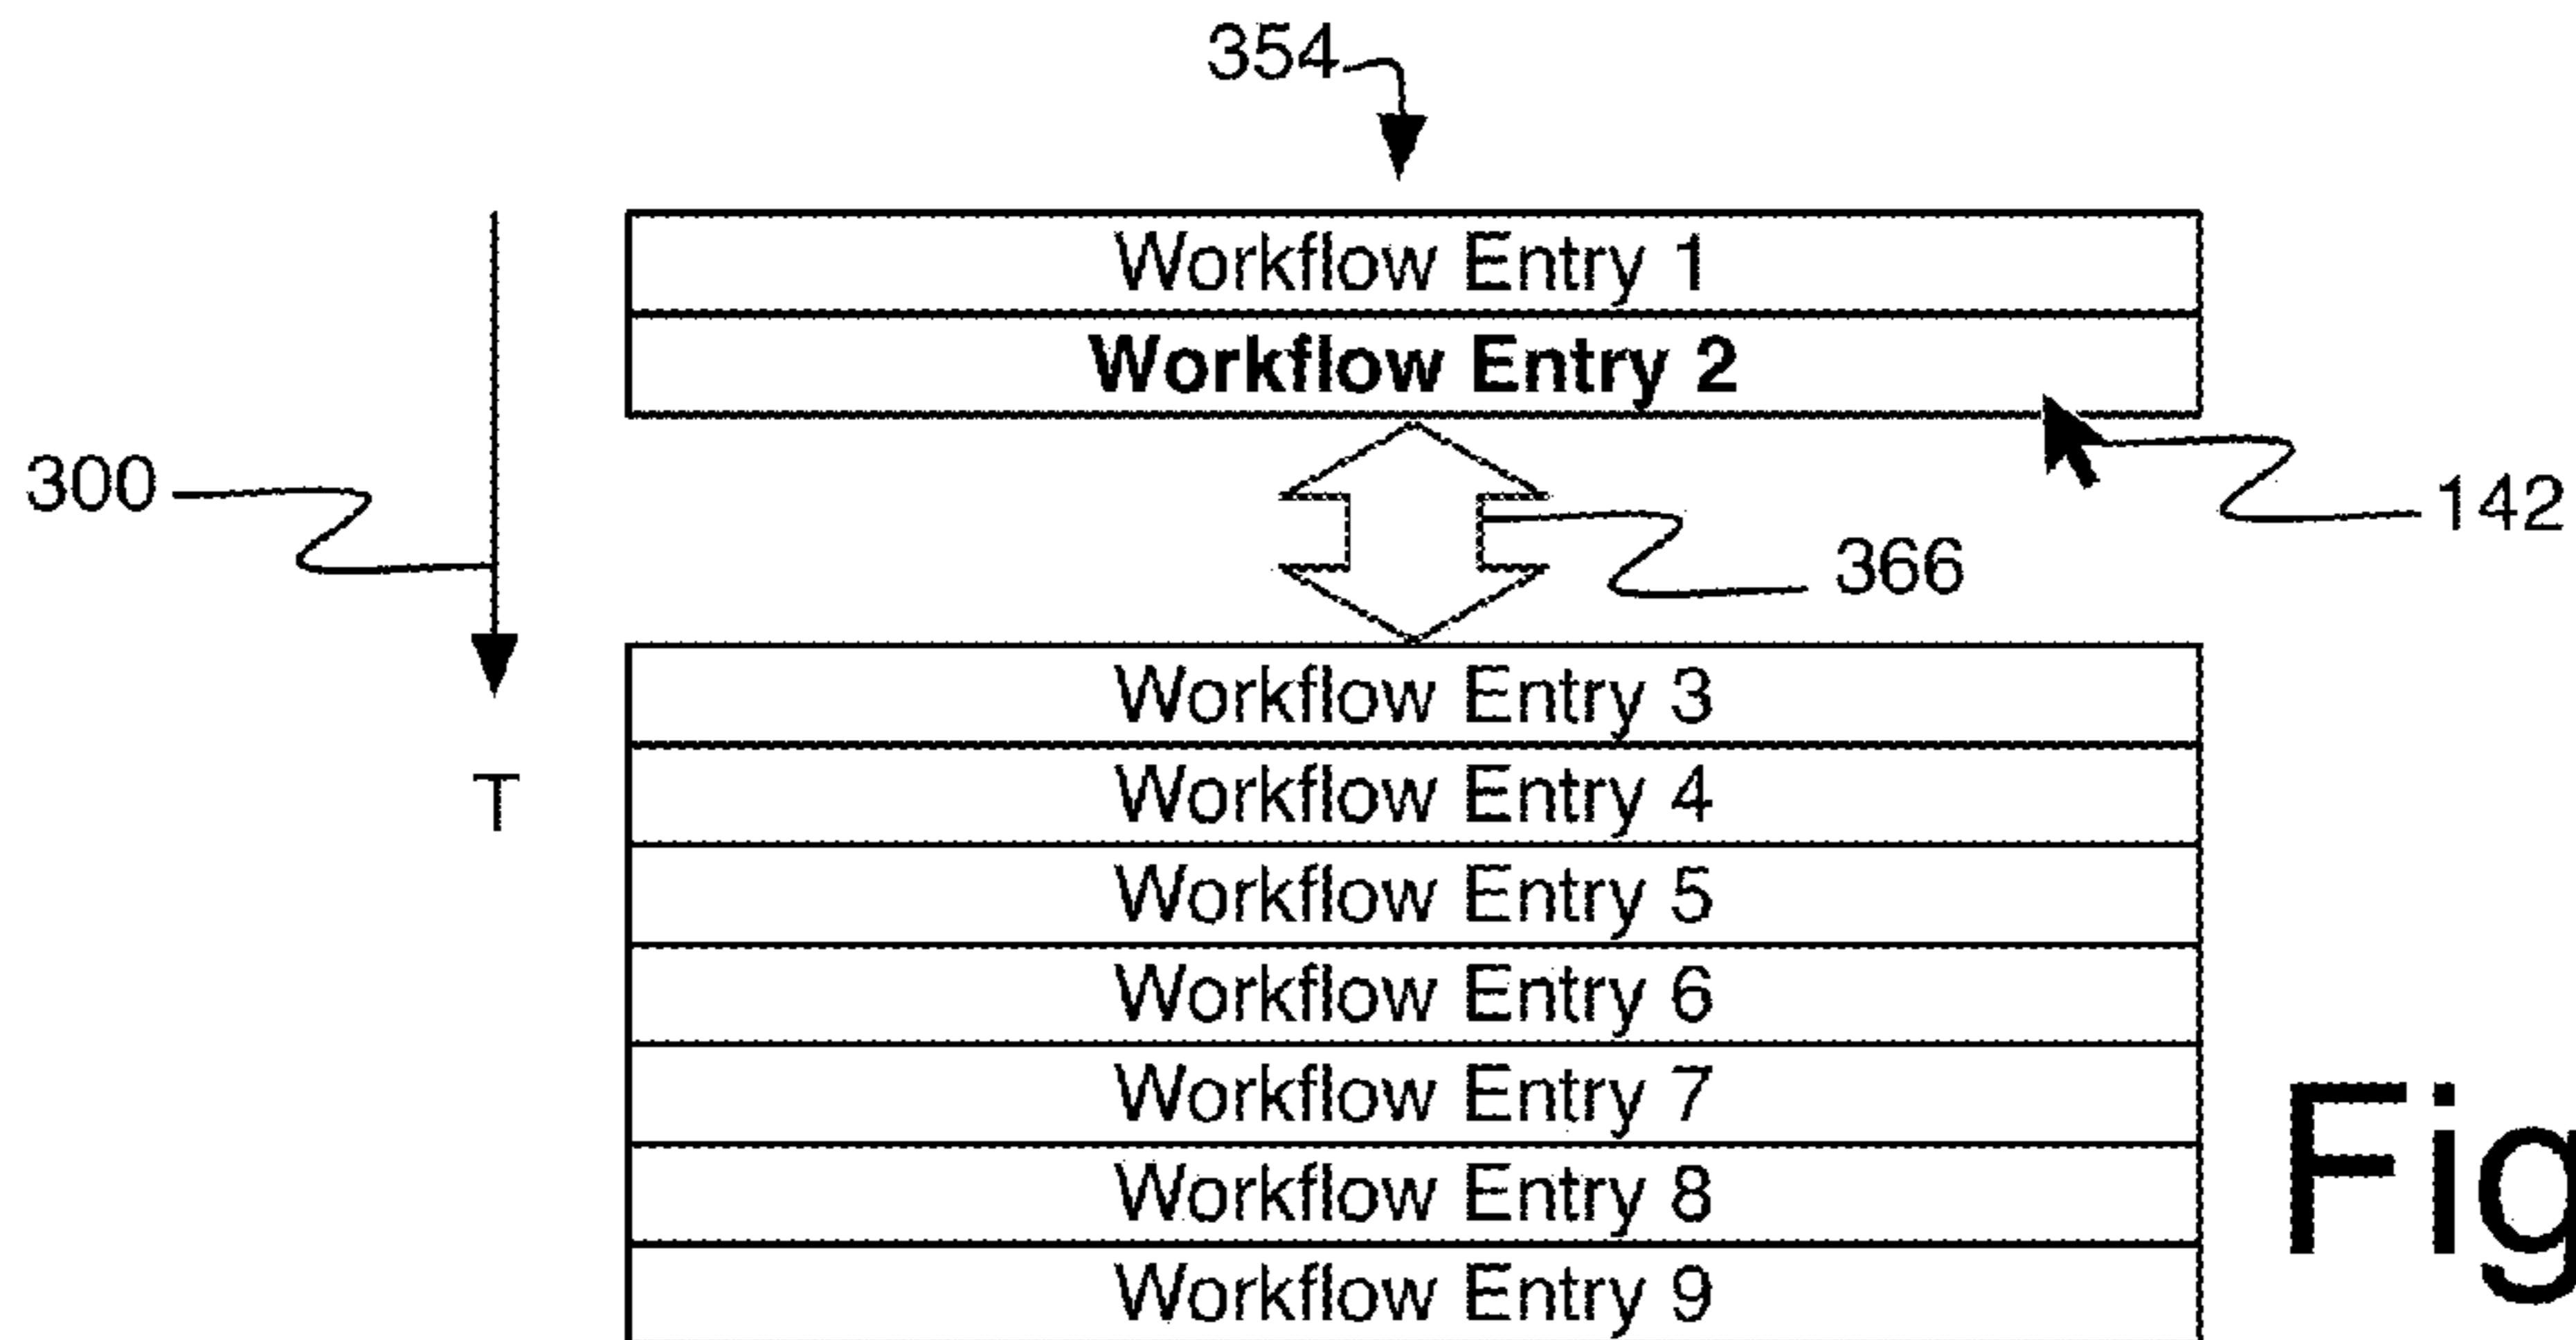 354
Workflow Entry 1
Workflow Entry 2
300
142
366
Workflow Entry 3
T
Workflow Entry 4
Workflow Entry 5
Workflow Entry 6
Workflow Entry 7
Workflow Entry 8
Fig
Workflow Entry 9